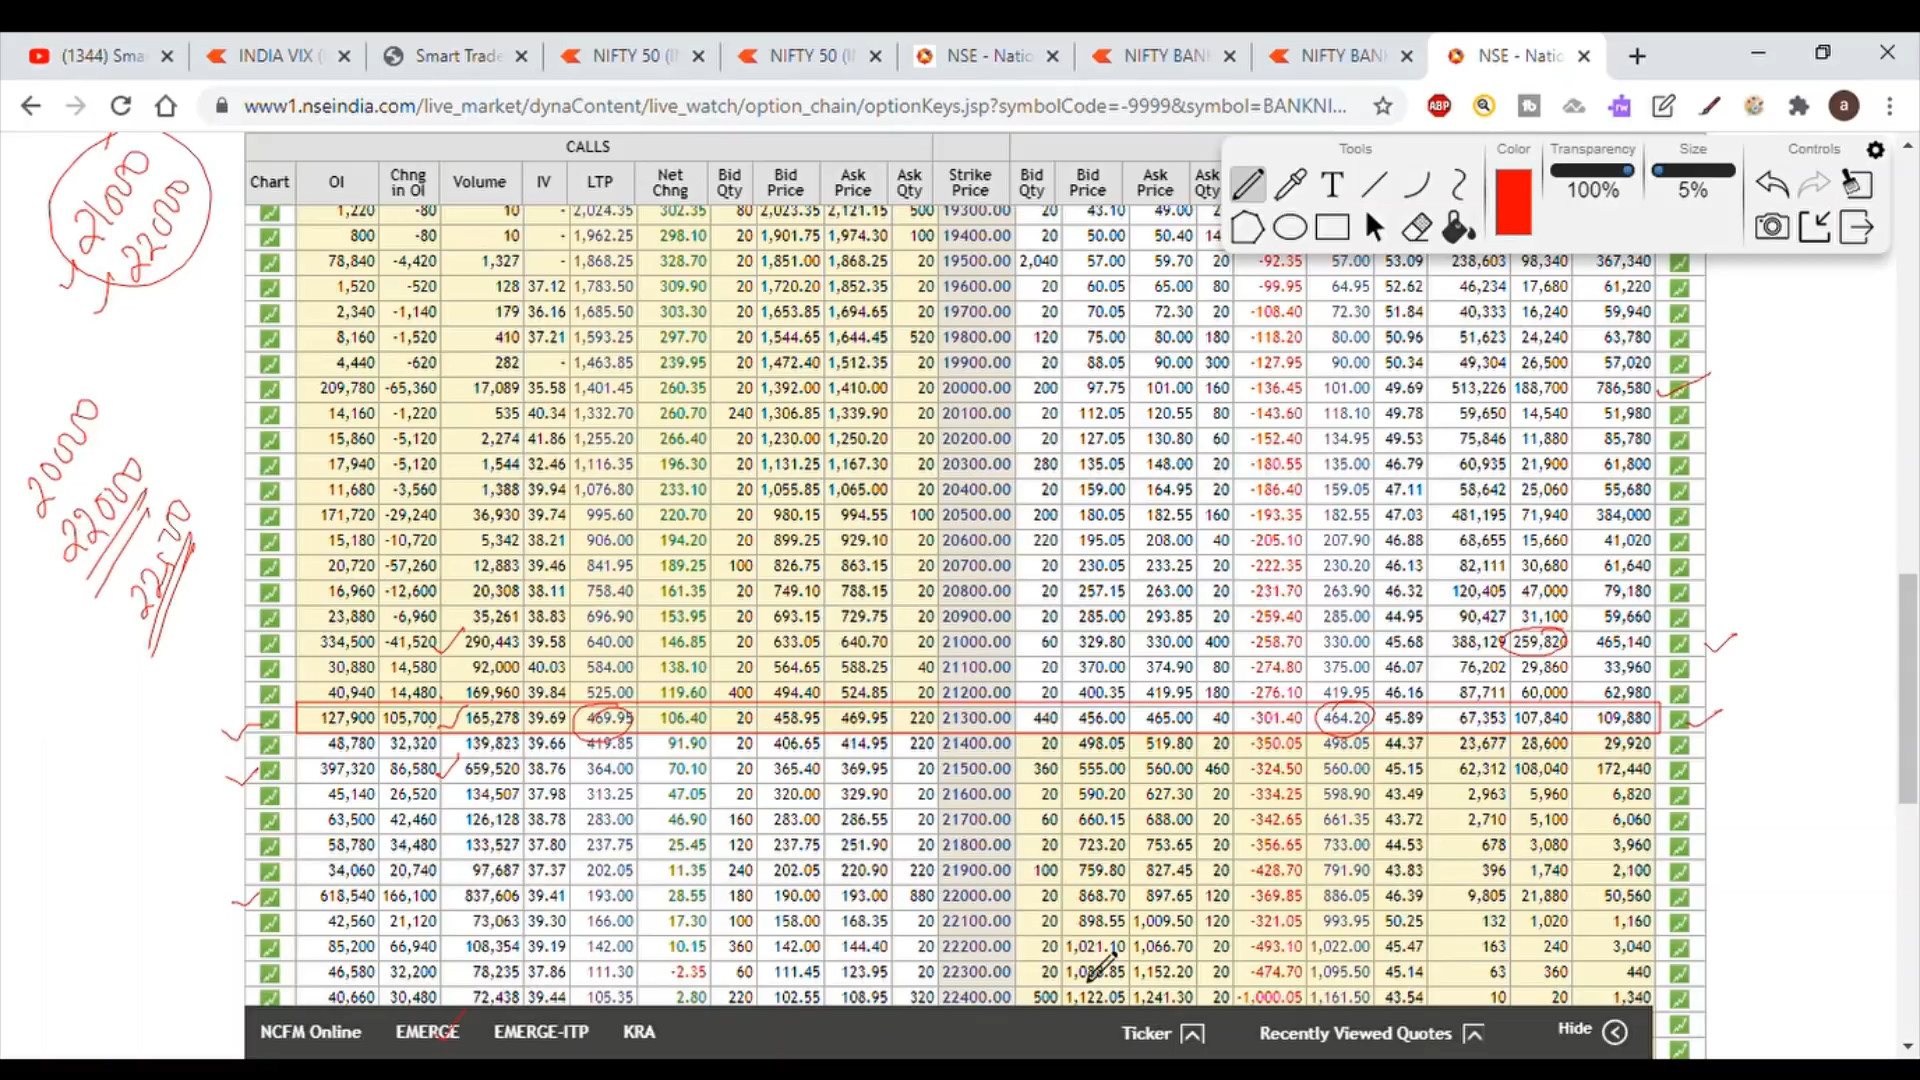 (1344) Sma
INDIA VIX (
Smart Trade
NIFTY 50 (I
NIFTY 50 (I
NSE - Natio
NIFTY BAN
NIFTY BAN
NSE - Natio
www1.nseindia.com/live_market/dynaContent/live_watch/option_chain/optionKeys.jsp?symbolCode=-9999&symbol=BANKNI...
ABP
fb
rw
a
Tools Color Transparency Size Controls
T 100% 5%
21000
22000
20000
22000
CALLS
Chart OI Chng in OI Volume IV LTP Net Chng Bid Qty Bid Price Ask Price Ask Qty Strike Price Bid Qty Bid Price Ask Price Ask Qty
1,220 -80 10 - 2,024.35 302.35 80 2,023.35 2,121.15 500 19300.00 20 43.10 49.00
800 -80 10 - 1,962.25 298.10 20 1,901.75 1,974.30 100 19400.00 20 50.00 50.40
78,840 -4,420 1,327 - 1,868.25 328.70 20 1,851.00 1,868.25 20 19500.00 2,040 57.00 59.70 20 -92.35 57.00 53.09 238,603 98,340 367,340
1,520 -520 128 37.12 1,783.50 309.90 20 1,720.20 1,852.35 20 19600.00 20 60.05 65.00 80 -99.95 64.95 52.62 46,234 17,680 61,220
2,340 -1,140 179 36.16 1,685.50 303.30 20 1,653.85 1,694.65 20 19700.00 20 70.05 72.30 20 -108.40 72.30 51.84 40,333 16,240 59,940
8,160 -1,520 410 37.21 1,593.25 297.70 20 1,544.65 1,644.45 520 19800.00 120 75.00 80.00 180 -118.20 80.00 50.96 51,623 24,240 63,780
4,440 -620 282 - 1,463.85 239.95 20 1,472.40 1,512.35 20 19900.00 20 88.05 90.00 300 -127.95 90.00 50.34 49,304 26,500 57,020
209,780 -65,360 17,089 35.58 1,401.45 260.35 20 1,392.00 1,410.00 20 20000.00 200 97.75 101.00 160 -136.45 101.00 49.69 513,226 188,700 786,580
14,160 -1,220 535 40.34 1,332.70 260.70 240 1,306.85 1,339.90 20 20100.00 20 112.05 120.55 80 -143.60 118.10 49.78 59,650 14,540 51,980
15,860 -5,120 2,274 41.86 1,255.20 266.40 20 1,230.00 1,250.20 20 20200.00 20 127.05 130.80 60 -152.40 134.95 49.53 75,846 11,880 85,780
17,940 -5,120 1,544 32.46 1,116.35 196.30 20 1,131.25 1,167.30 20 20300.00 280 135.05 148.00 20 -180.55 135.00 46.79 60,935 21,900 61,800
11,680 -3,560 1,388 39.94 1,076.80 233.10 20 1,055.85 1,065.00 20 20400.00 20 159.00 164.95 20 -186.40 159.05 47.11 58,642 25,060 55,680
171,720 -29,240 36,930 39.74 995.60 220.70 20 980.15 994.55 100 20500.00 200 180.05 182.55 160 -193.35 182.55 47.03 481,195 71,940 384,000
15,180 -10,720 5,342 38.21 906.00 194.20 20 899.25 929.10 20 20600.00 220 195.05 208.00 40 -205.10 207.90 46.88 68,655 15,660 41,020
20,720 -57,260 12,883 39.46 841.95 189.25 100 826.75 863.15 20 20700.00 20 230.05 233.25 20 -222.35 230.20 46.13 82,111 30,680 61,640
16,960 -12,600 20,308 38.11 758.40 161.35 20 749.10 788.15 20 20800.00 20 257.15 263.00 20 -231.70 263.90 46.32 120,405 47,000 79,180
23,880 -6,960 35,261 38.83 696.90 153.95 20 693.15 729.75 20 20900.00 20 285.00 293.85 20 -259.40 285.00 44.95 90,427 31,100 59,660
334,500 -41,520 290,443 39.58 640.00 146.85 20 633.05 640.70 20 21000.00 60 329.80 330.00 400 -258.70 330.00 45.68 388,129 259,820 465,140
30,880 14,580 92,000 40.03 584.00 138.10 20 564.65 588.25 40 21100.00 20 370.00 374.90 80 -274.80 375.00 46.07 76,202 29,860 33,960
40,940 14,480 169,960 39.84 525.00 119.60 400 494.40 524.85 20 21200.00 20 400.35 419.95 180 -276.10 419.95 46.16 87,711 60,000 62,980
127,900 105,700 165,278 39.69 469.95 106.40 20 458.95 469.95 220 21300.00 440 456.00 465.00 40 -301.40 464.20 45.89 67,353 107,840 109,880
48,780 32,320 139,823 39.66 419.85 91.90 20 406.65 414.95 220 21400.00 20 498.05 519.80 20 -350.05 498.05 44.37 23,677 28,600 29,920
397,320 86,580 659,520 38.76 364.00 70.10 20 365.40 369.95 20 21500.00 360 555.00 560.00 460 -324.50 560.00 45.15 62,312 108,040 172,440
45,140 26,520 134,507 37.98 313.25 47.05 20 320.00 329.90 20 21600.00 20 590.20 627.30 20 -334.25 598.90 43.49 2,963 5,960 6,820
63,500 42,460 126,128 38.78 283.00 46.90 160 283.00 286.55 20 21700.00 60 660.15 688.00 20 -342.65 661.35 43.72 2,710 5,100 6,060
58,780 34,480 133,527 37.80 237.75 25.45 120 237.75 251.90 20 21800.00 20 723.20 753.65 20 -356.65 733.00 44.53 678 3,080 3,960
34,060 20,740 97,687 37.37 202.05 11.35 240 202.05 220.90 220 21900.00 100 759.80 827.45 20 -428.70 791.90 43.83 396 1,740 2,100
618,540 166,100 837,606 39.41 193.00 28.55 180 190.00 193.00 880 22000.00 20 868.70 897.65 120 -369.85 886.05 46.39 9,805 21,880 50,560
42,560 21,120 73,063 39.30 166.00 17.30 100 158.00 168.35 20 22100.00 20 898.55 1,009.50 120 -321.05 993.95 50.25 132 1,020 1,160
85,200 66,940 108,354 39.19 142.00 10.15 360 142.00 144.40 20 22200.00 20 1,021.10 1,066.70 20 -493.10 1,022.00 45.47 163 240 3,040
46,580 32,200 78,235 37.86 111.30 -2.35 60 111.45 123.95 20 22300.00 20 1,152.20 20 -474.70 1,095.50 45.14 63 360 440
40,660 30,480 72,438 39.44 105.35 2.80 220 102.55 108.95 320 22400.00 500 1,122.05 1,241.30 20 -1,000.05 1,161.50 43.54 10 20 1,340
NCFM Online EMERGE EMERGE-ITP KRA Ticker Recently Viewed Quotes Hide